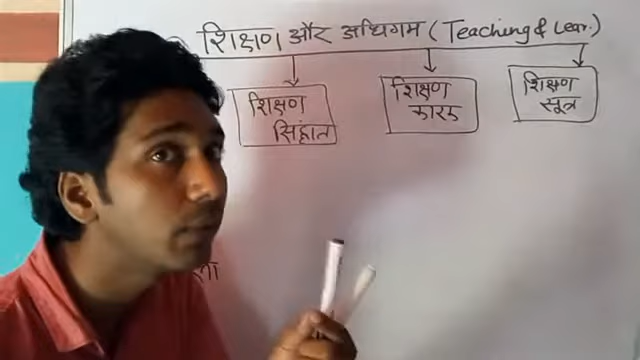 शिक्षण और अधिगम (Teaching & Lear.)
शिक्षण
सिद्दांत
शिक्षण
कारक
शिक्षण
सूत्र